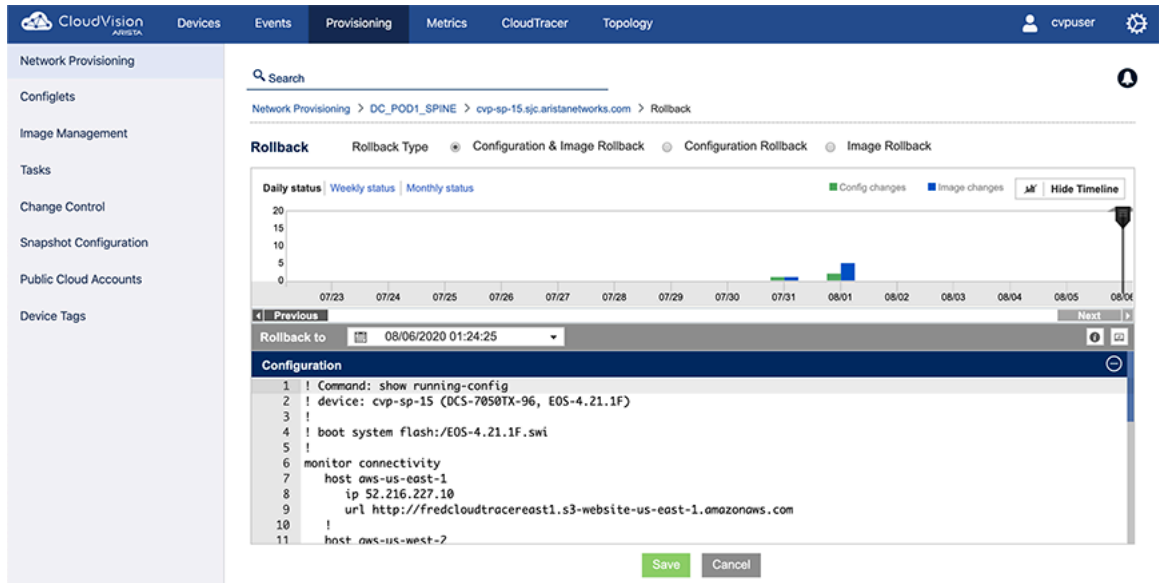 CloudVision
ARISTA
Devices Events Provisioning Metrics CloudTracer Topology cvpuser
Network Provisioning
Configlets
Image Management
Tasks
Change Control
Snapshot Configuration
Public Cloud Accounts
Device Tags
Search
Network Provisioning > DC_POD1_SPINE > cvp-sp-15.sjc.aristanetworks.com > Rollback
Rollback Rollback Type Configuration & Image Rollback Configuration Rollback Image Rollback
Daily status Weekly status Monthly status Config changes Image changes Hide Timeline
20
15
10
5
0
07/23 07/24 07/25 07/26 07/27 07/28 07/29 07/30 07/31 08/01 08/02 08/03 08/04 08/05 08/06
Previous Next
Rollback to 08/06/2020 01:24:25
Configuration
1 ! Command: show running-config
2 ! device: cvp-sp-15 (DCS-7050TX-96, EOS-4.21.1F)
3 !
4 ! boot system flash:/EOS-4.21.1F.swi
5 !
6 monitor connectivity
7 host aws-us-east-1
8 ip 52.216.227.10
9 url http://fredcloudtracereast1.s3-website-us-east-1.amazonaws.com
10 !
11 host aws-us-west-2
Save Cancel